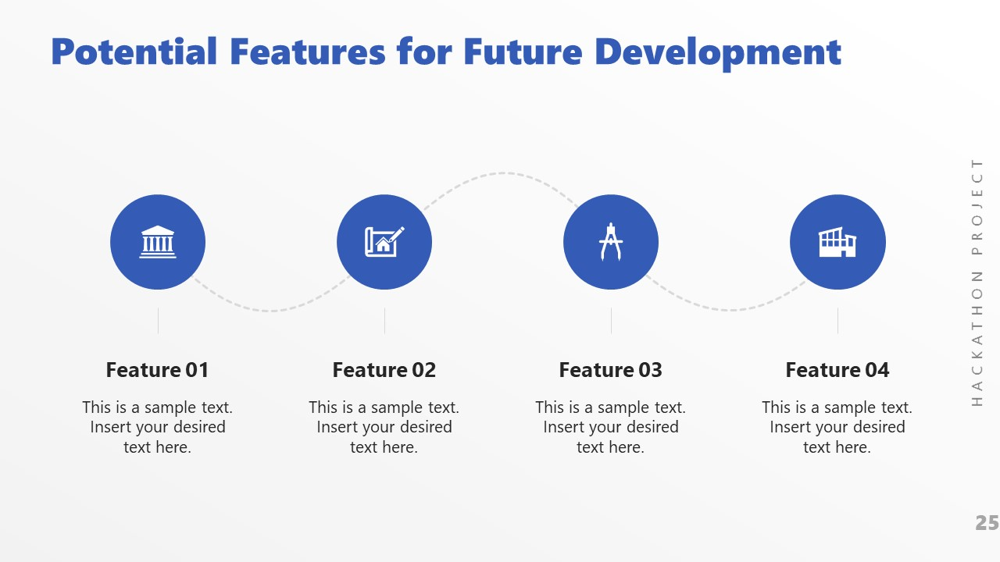 Potential Features for Future Development
Feature 01
This is a sample text.
Insert your desired
text here.
Feature 02
This is a sample text.
Insert your desired
text here.
Feature 03
This is a sample text.
Insert your desired
text here.
Feature 04
This is a sample text.
Insert your desired
text here.
HACKATHON PROJECT
25